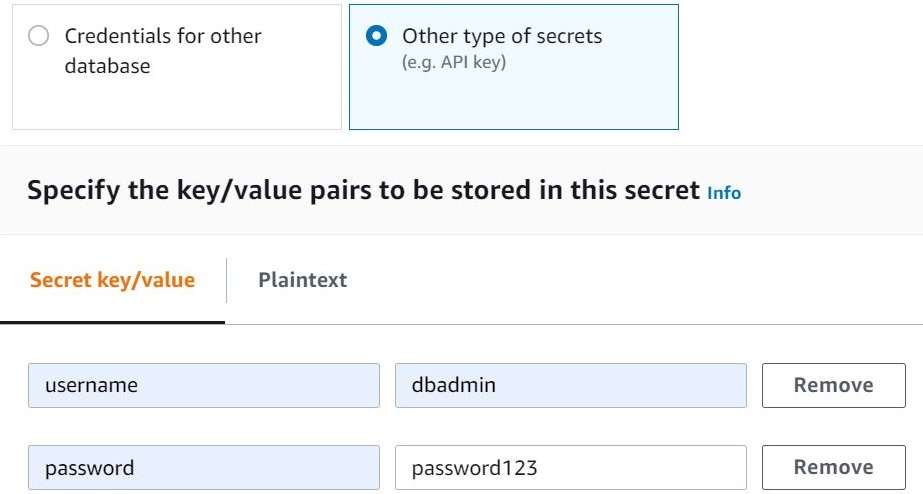 Credentials for other
database
Other type of secrets
(e.g. API key)
Specify the key/value pairs to be stored in this secret Info
Secret key/value
Plaintext
username
dbadmin
Remove
password
password123
Remove